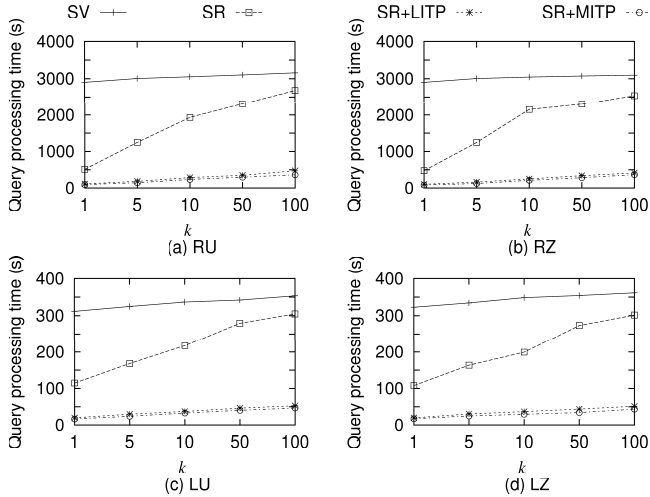 SV SR SR+LITP SR+MITP
Query processing time (s)
4000
3000
2000
1000
0
1 5 10 50 100
k
(a) RU
Query processing time (s)
4000
3000
2000
1000
0
1 5 10 50 100
k
(b) RZ
Query processing time (s)
400
300
200
100
0
1 5 10 50 100
k
(c) LU
Query processing time (s)
400
300
200
100
0
1 5 10 50 100
k
(d) LZ